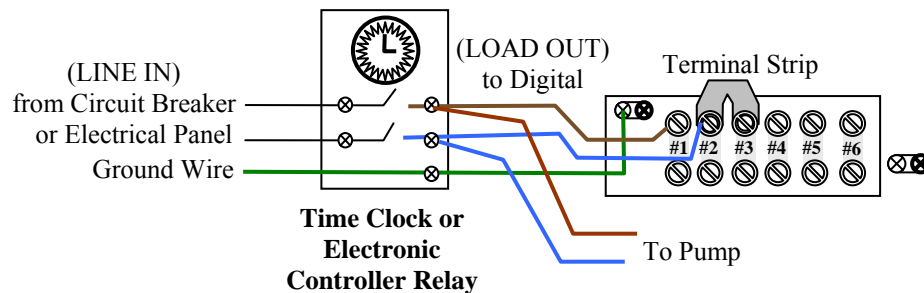 (LINE IN)
from Circuit Breaker
or Electrical Panel
Ground Wire
Time Clock or
Electronic
Controller Relay
(LOAD OUT)
to Digital
Terminal Strip
#1 #2 #3 #4 #5 #6
To Pump